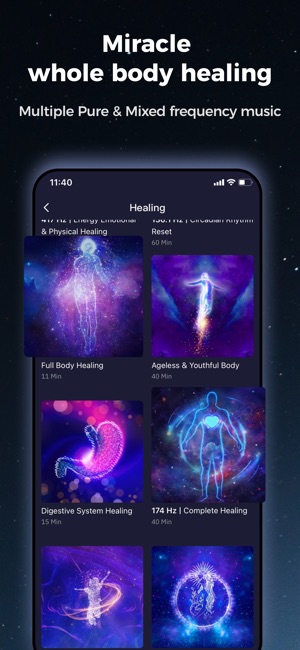 Miracle
whole body healing
Multiple Pure & Mixed frequency music
11:40
Healing
417 Hz | Energy Emotional
& Physical Healing
136.1 Hz | Circadian Rhythm
Reset
60 Min
Full Body Healing
11 Min
Ageless & Youthful Body
40 Min
Digestive System Healing
15 Min
174 Hz | Complete Healing
40 Min